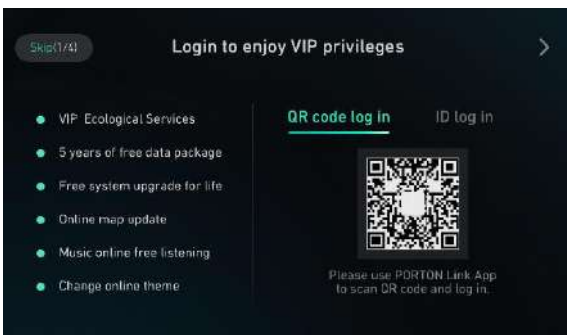 Skip(1/4)
Login to enjoy VIP privileges
VIP Ecological Services
5 years of free data package
Free system upgrade for life
Online map update
Music online free listening
Change online theme
QR code log in
ID log in
Please use PORTON Link App
to scan QR code and log in.